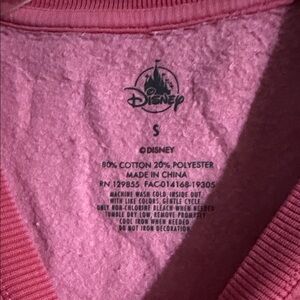 Disney
S
©DISNEY
80% COTTON 20% POLYESTER
MADE IN CHINA
RN 129855 FAC-014168-19305
MACHINE WASH COLD, INSIDE OUT
WITH LIKE COLORS, GENTLE CYCLE
ONLY NON-CHLORINE BLEACH WHEN NEEDED
TUMBLE DRY LOW, REMOVE PROMPTLY
COOL IRON WHEN NEEDED
DO NOT IRON DECORATION